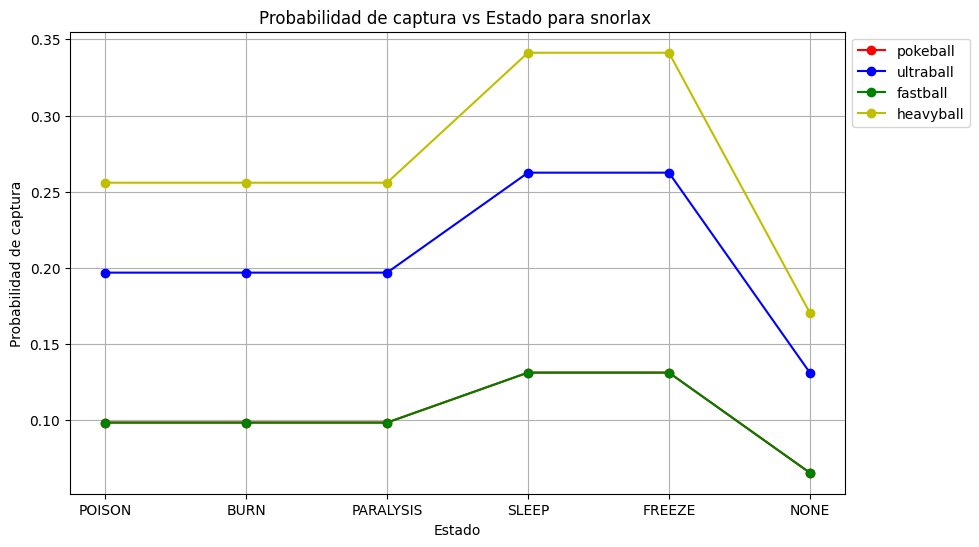 Probabilidad de captura vs Estado para snorlax
0.35
0.30
0.25
0.20
0.15
0.10
Probabilidad de captura
POISON BURN PARALYSIS SLEEP FREEZE NONE
Estado
pokeball
ultraball
fastball
heavyball